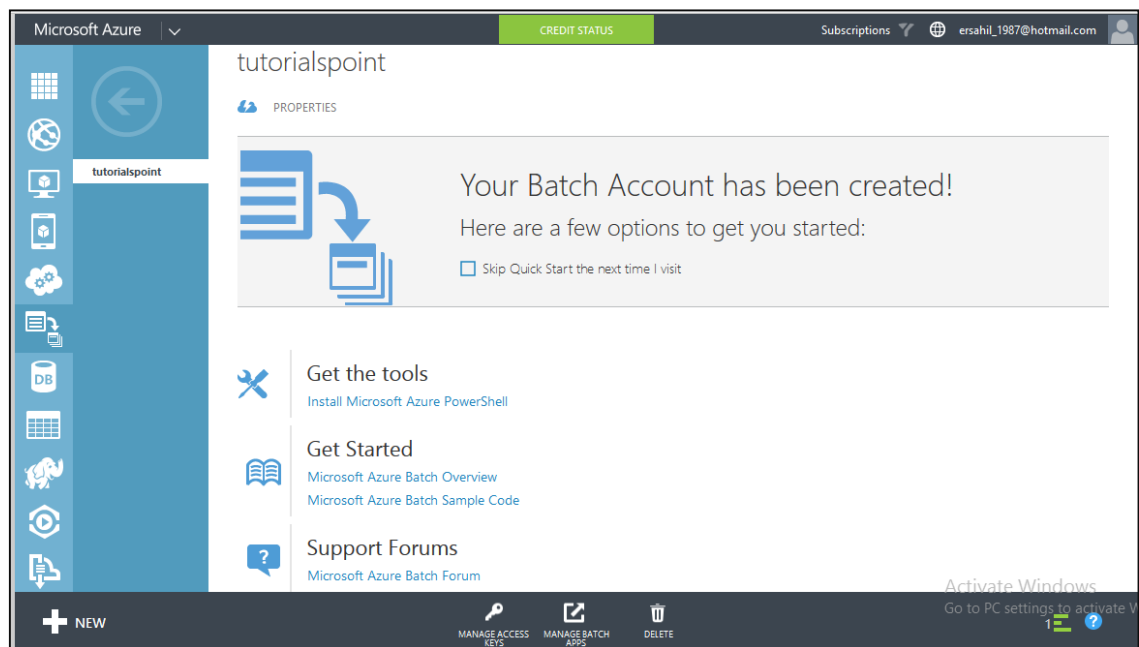 Microsoft Azure
CREDIT STATUS
Subscriptions
ersahil_1987@hotmail.com
tutorialspoint
PROPERTIES
tutorialspoint
Your Batch Account has been created!
Here are a few options to get you started:
Skip Quick Start the next time I visit
DB
Get the tools
Install Microsoft Azure PowerShell
Get Started
Microsoft Azure Batch Overview
Microsoft Azure Batch Sample Code
?
Support Forums
Microsoft Azure Batch Forum
Activate Windows
Go to PC settings to activate W
NEW
MANAGE ACCESS
KEYS
MANAGE BATCH
APPS
DELETE
1
?